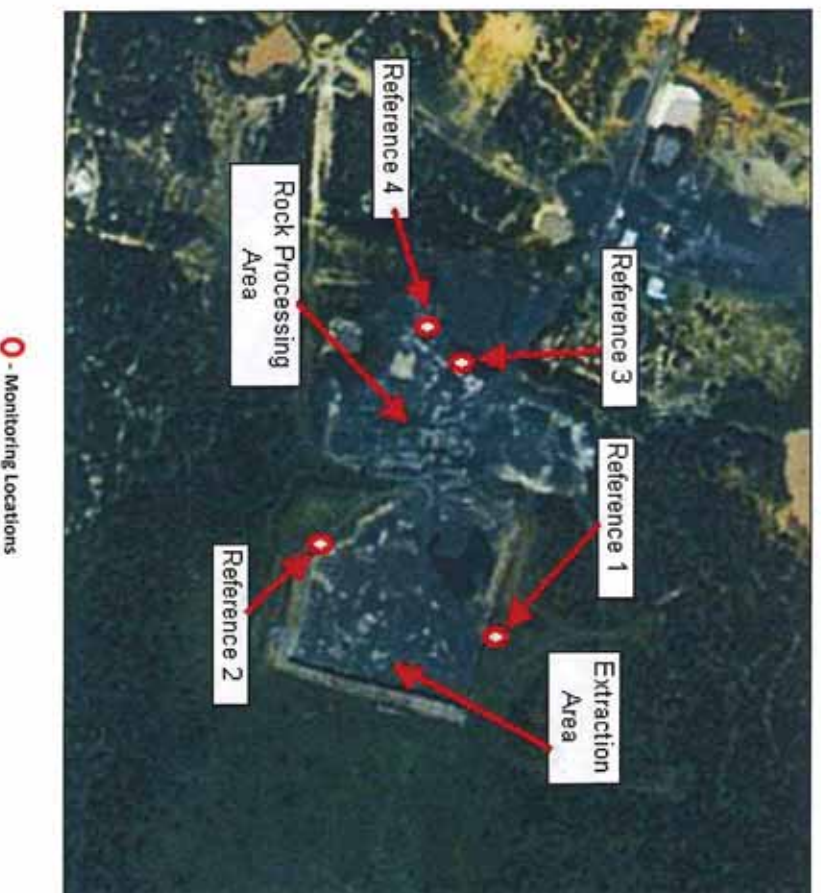 Reference 3
Reference 1
Extraction
Area
Reference 4
Rock Processing
Area
Reference 2
O - Monitoring Locations